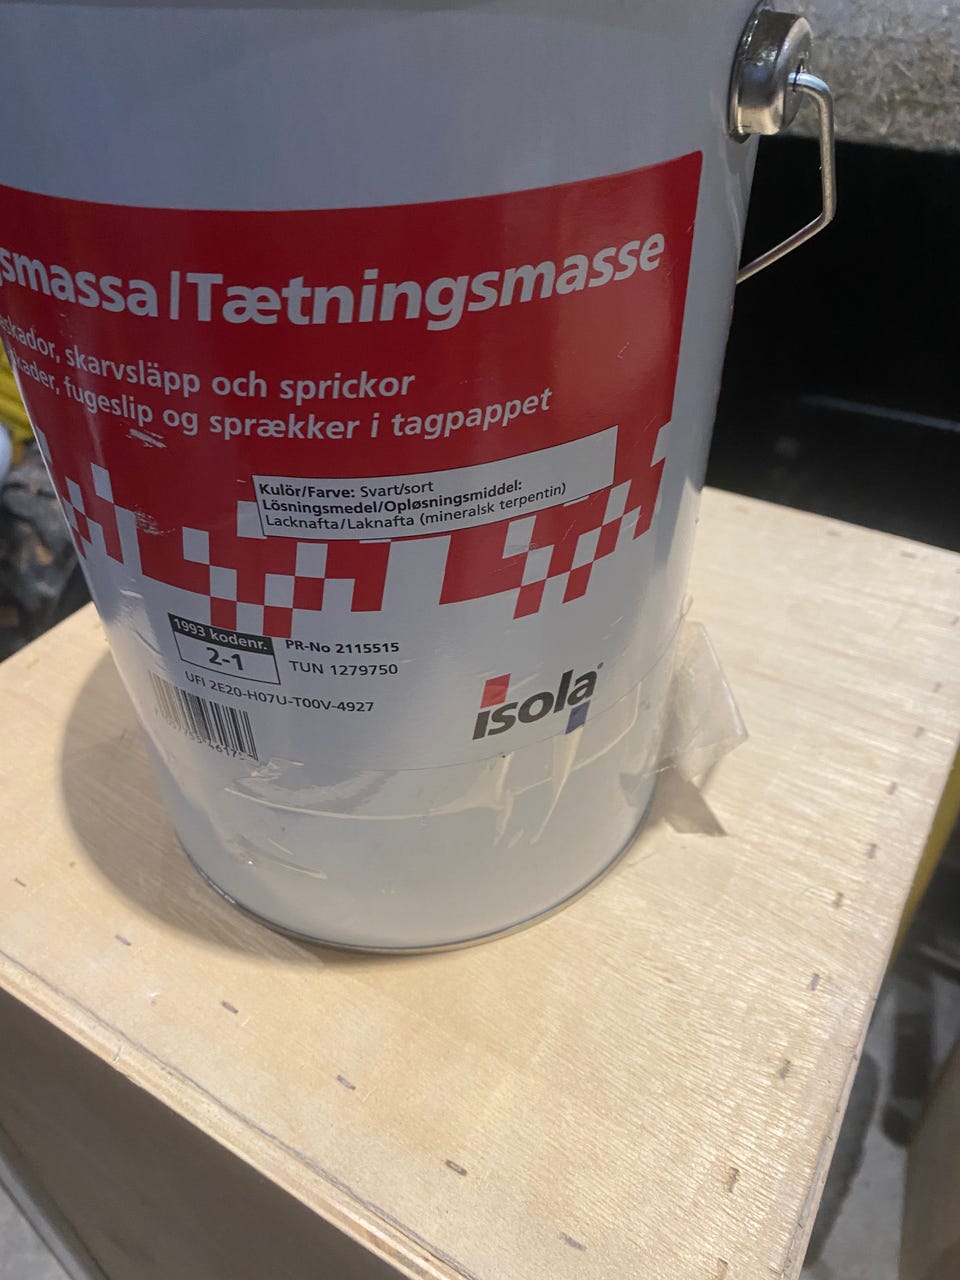 smassa|Tætningsmasse
skador, skarvsläpp och sprickor
kader, fugeslip og sprækker i tagpappet
Kulör/Farve: Svart/sort
Lösningsmedel/Opløsningsmiddel:
Lacknafta/Laknafta (mineralsk terpentin)
1993 kodenr.
2-1
PR-No 2115515
TUN 1279750
UFI 2E20-H07U-T00V-4927
isola